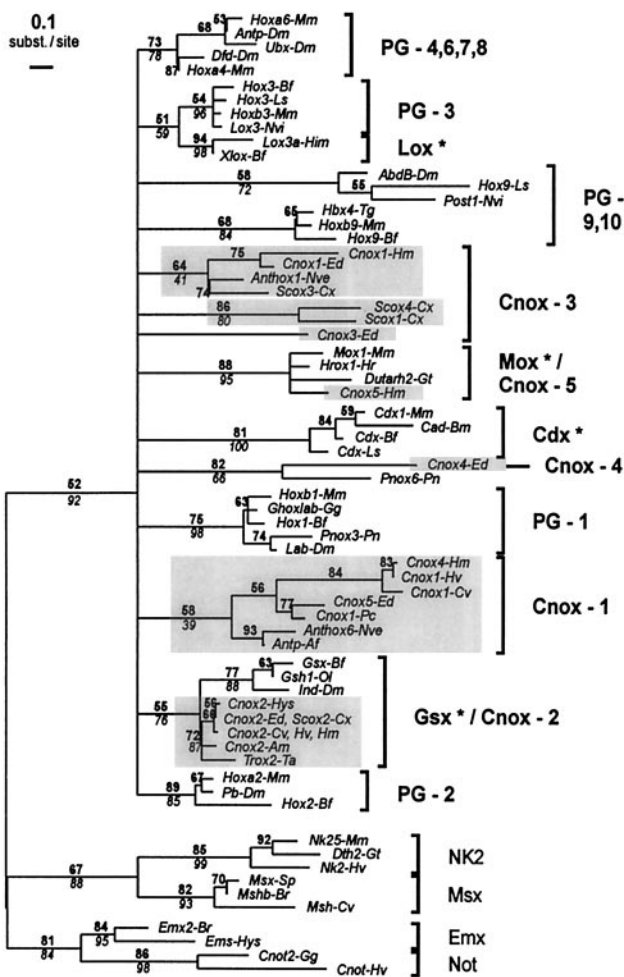 0.1
subst./site
53 Hoxa6-Mm
68 Antp-Dm
Ubx-Dm
73
78 Dfd-Dm
87 Hoxa4-Mm
PG - 4,6,7,8
Hox3-Bf
54 Hox3-Ls
96 Hoxb3-Mm
51 Lox3-Nvi
59
PG - 3
94 Lox3a-Him
98 Xlox-Bf
Lox *
58 AbdB-Dm
72 55 Hox9-Ls
Post1-Nvi
65 Hbx4-Tg
68 Hoxb9-Mm
84 Hox9-Bf
PG -
9,10
75 Cnox1-Hm
64 Cnox1-Ed
41 Anthox1-Nve
74 Scox3-Cx
86 Scox4-Cx
80 Scox1-Cx
Cnox3-Ed
Cnox - 3
Mox1-Mm
88 Hrox1-Hr
95 Dutarh2-Gt
Cnox5-Hm
Mox * /
Cnox - 5
59 Cdx1-Mm
84 Cad-Bm
81 Cdx-Bf
100 Cdx-Ls
Cdx *
82 Cnox4-Ed
66 Pnox6-Pn
Cnox - 4
52
92
Hoxb1-Mm
63 Ghoxlab-Gg
75 Hox1-Bf
98 74 Pnox3-Pn
Lab-Dm
PG - 1
83 Cnox4-Hm
84 Cnox1-Hv
56 Cnox1-Cv
58 Cnox5-Ed
39 77 Cnox1-Pc
Anthox6-Nve
93 Antp-Af
Cnox - 1
63 Gsx-Bf
77 Gsh1-Ol
88 Ind-Dm
55 56 Cnox2-Hys
76 66 Cnox2-Ed, Scox2-Cx
Cnox2-Cv, Hv, Hm
72 Cnox2-Am
87 Trox2-Ta
Gsx * / Cnox - 2
67 Hoxa2-Mm
89 Pb-Dm
85 Hox2-Bf
PG - 2
92 Nk25-Mm
85 Dth2-Gt
99 Nk2-Hv
NK2
67
88
70 Msx-Sp
82 Mshb-Br
93 Msh-Cv
Msx
84 Emx2-Br
95 Ems-Hys
Emx
81
84
86 Cnot2-Gg
98 Cnot-Hv
Not